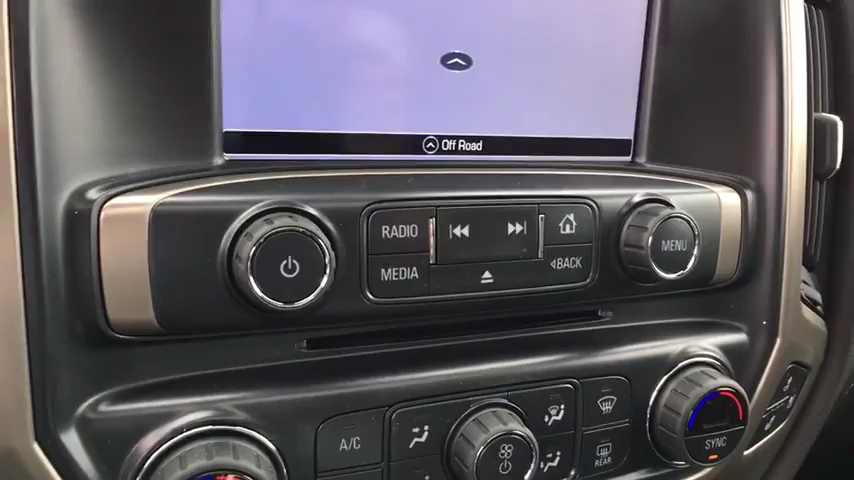 Off Road
RADIO
MEDIA
BACK
MENU
A/C
REAR
SYNC